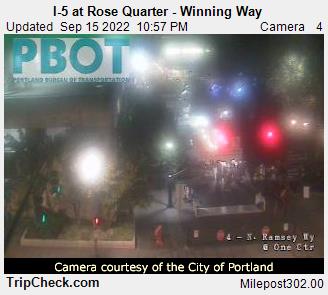 I-5 at Rose Quarter - Winning Way
Updated Sep 15 2022 10:57 PM Camera 4
PBOT
PORTLAND BUREAU OF TRANSPORTATION
4 - N. Ramsey Wy
@ One Ctr
Camera courtesy of the City of Portland
TripCheck.com Milepost302.00